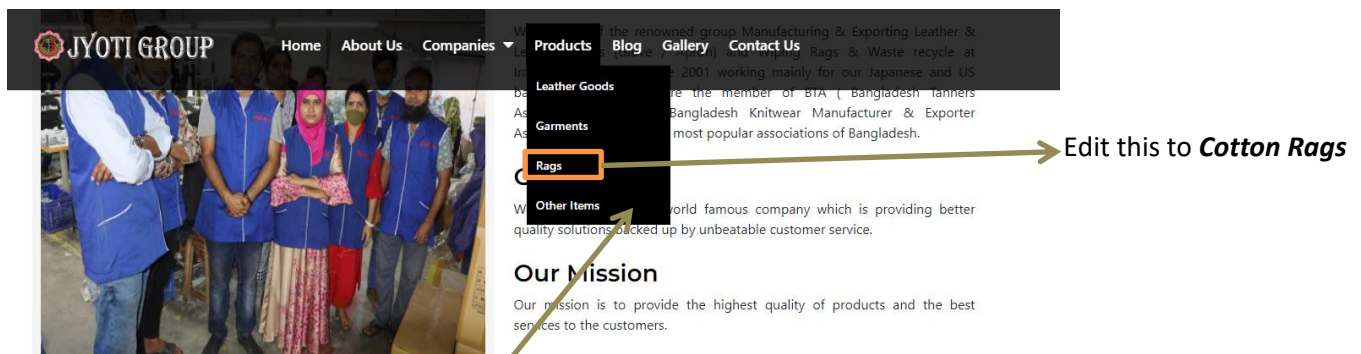 JYOTI GROUP
Home About Us Companies Products Blog Gallery Contact Us
the renowned group Manufacturing & Exporting Leather &
Rags & Waste recycle at
2001 working mainly for our Japanese and US
Leather Goods
the member of BTA ( Bangladesh Tanners
Bangladesh Knitwear Manufacturer & Exporter
Garments
most popular associations of Bangladesh.
Edit this to Cotton Rags
Rags
Other Items
famous company which is providing better
quality solutions backed up by unbeatable customer service.
Our Mission
Our mission is to provide the highest quality of products and the best
services to the customers.